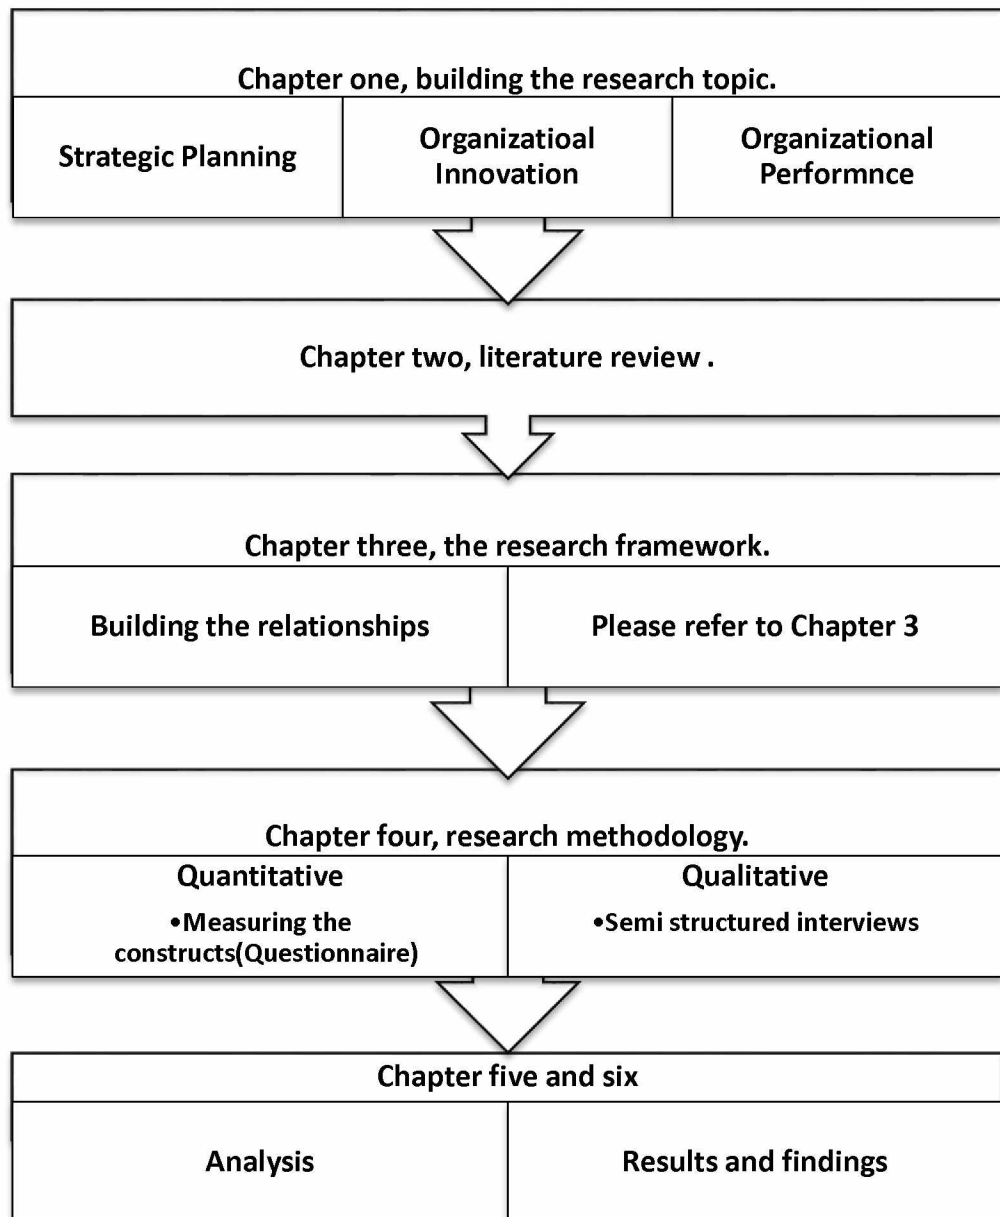 Chapter one, building the research topic.
Strategic Planning
Organizatioal
Innovation
Organizational
Performnce
Chapter two, literature review .
Chapter three, the research framework.
Building the relationships
Please refer to Chapter 3
Chapter four, research methodology.
Quantitative
•Measuring the
constructs(Questionnaire)
Qualitative
•Semi structured interviews
Chapter five and six
Analysis
Results and findings